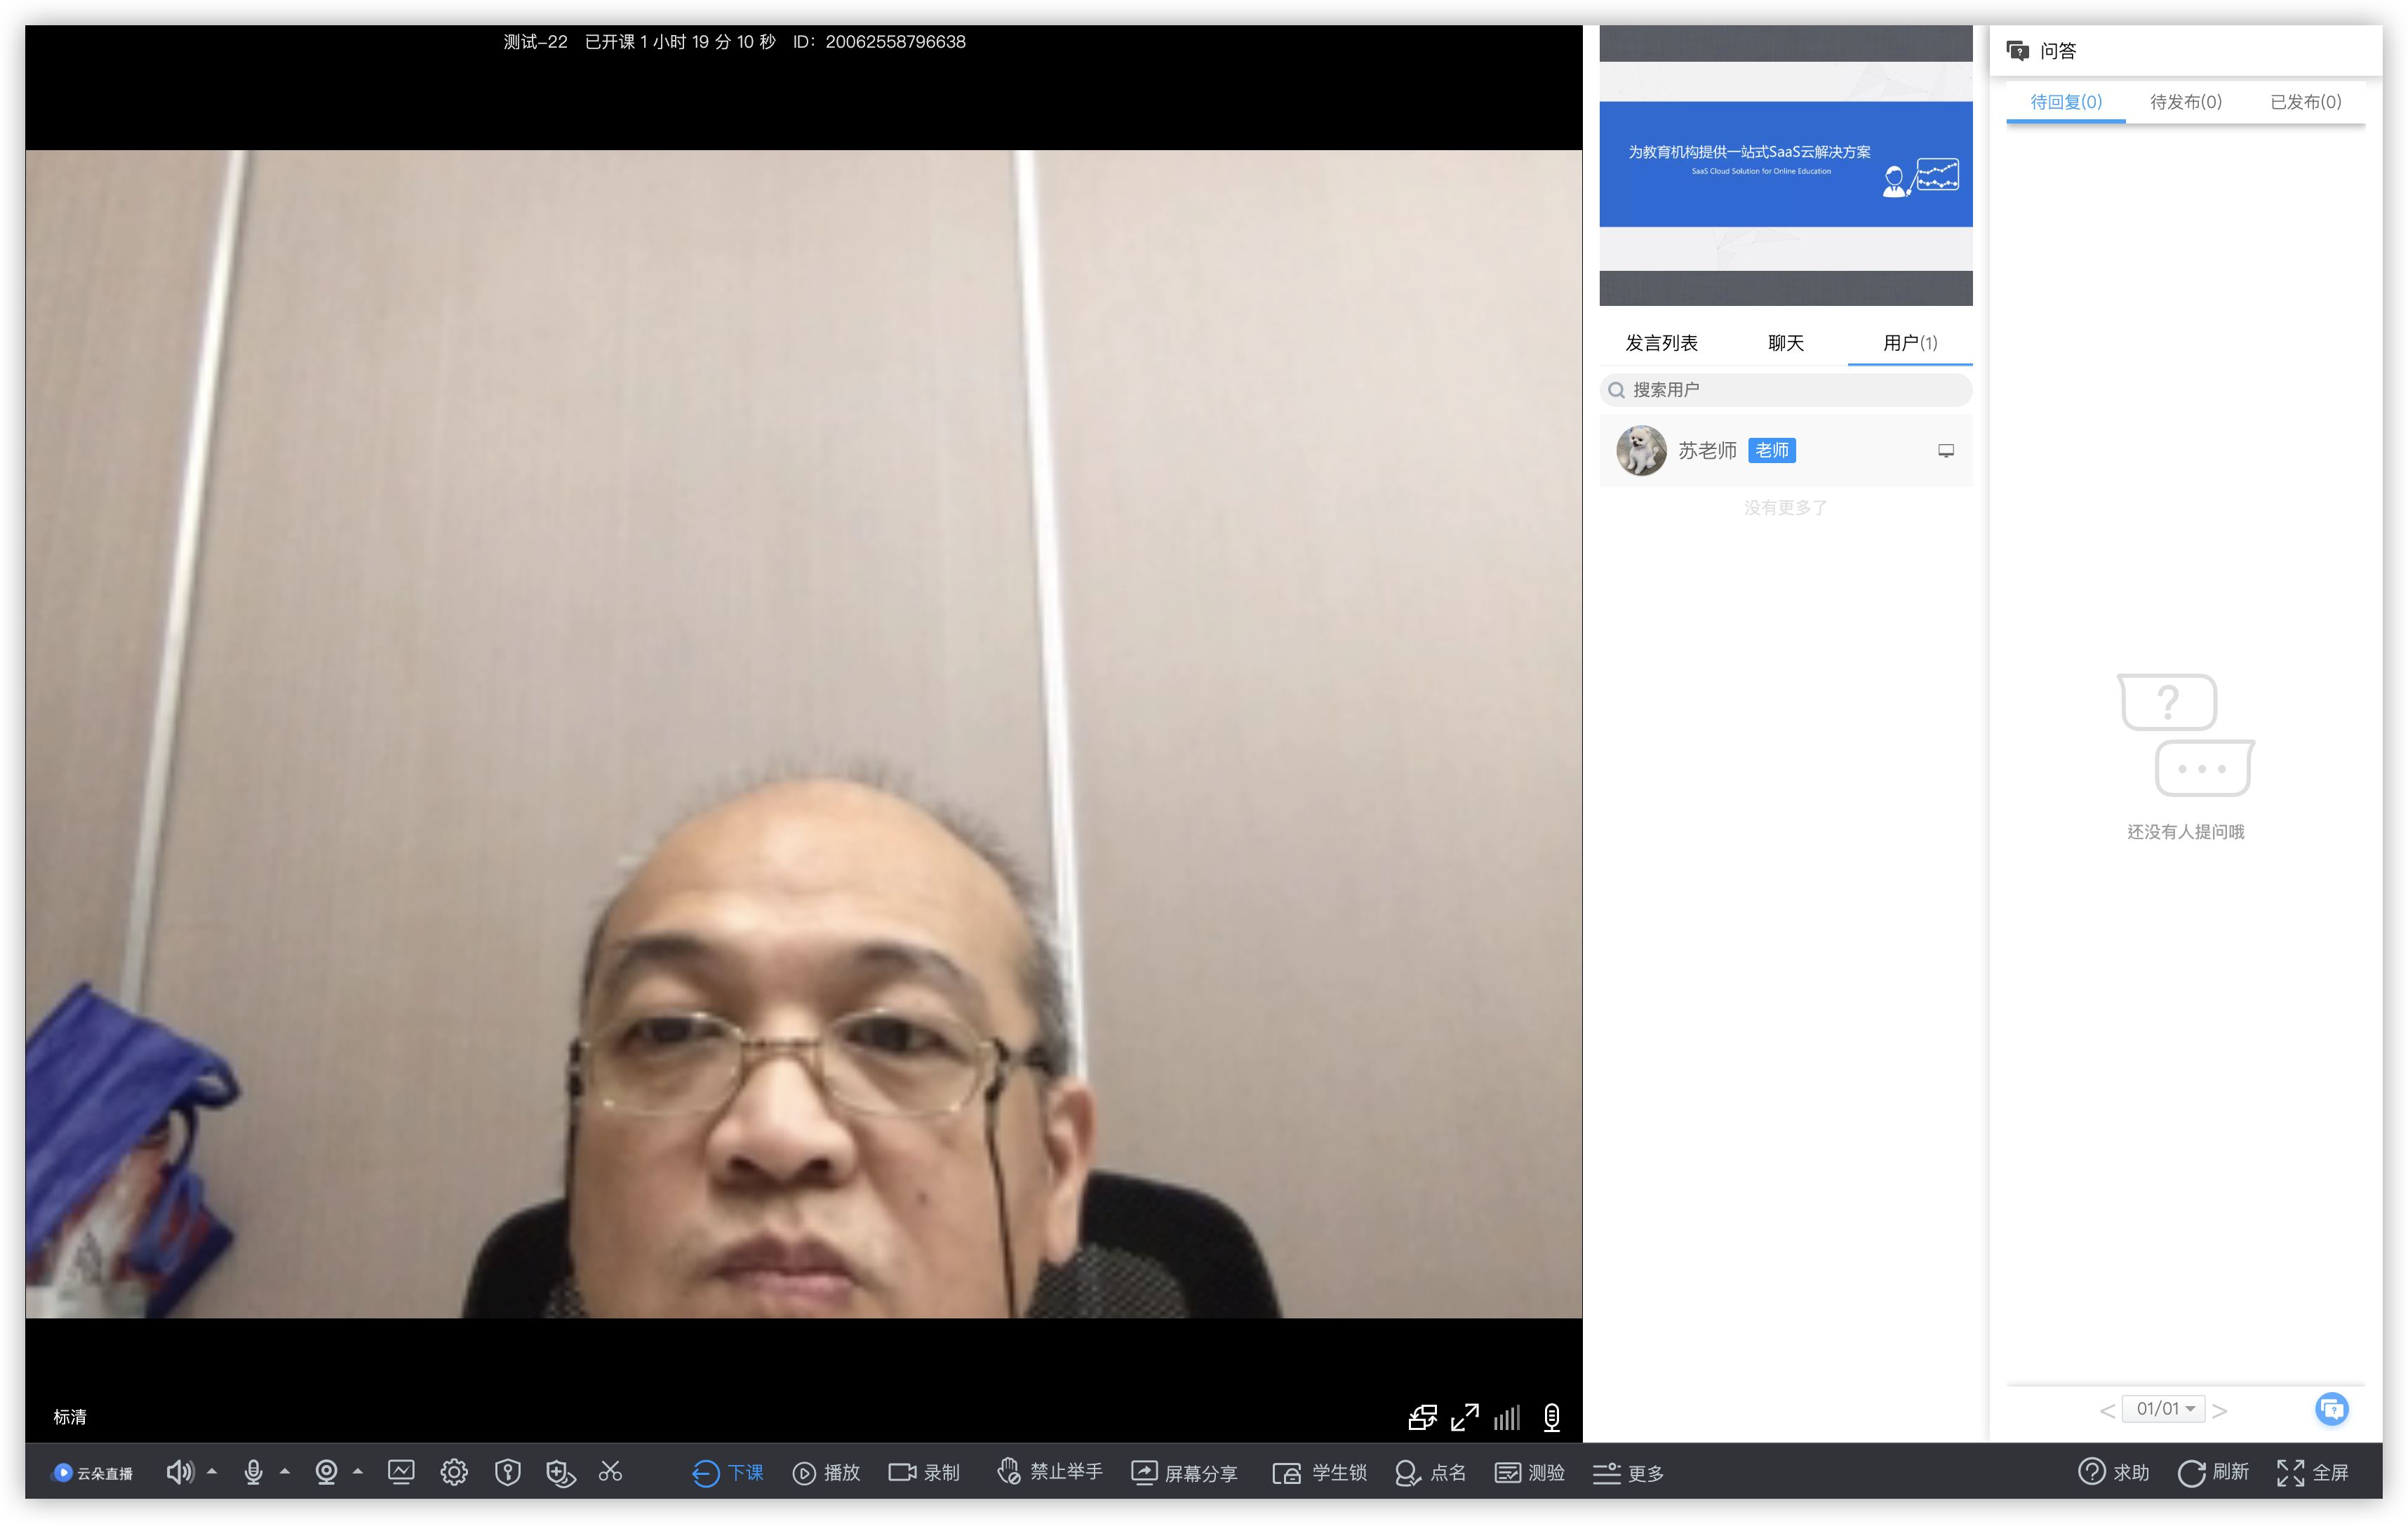 测试-22 已开课 1 小时 19 分 10 秒 ID：20062558796638
标清
为教育机构提供一站式SaaS云解决方案
SaaS Cloud Solution for Online Education
发言列表 聊天 用户(1)
搜索用户
苏老师 老师
没有更多了
问答
待回复(0) 待发布(0) 已发布(0)
还没有人提问哦
< 01/01 >
云朵直播 下课 播放 录制 禁止举手 屏幕分享 学生锁 点名 测验 更多 求助 刷新 全屏